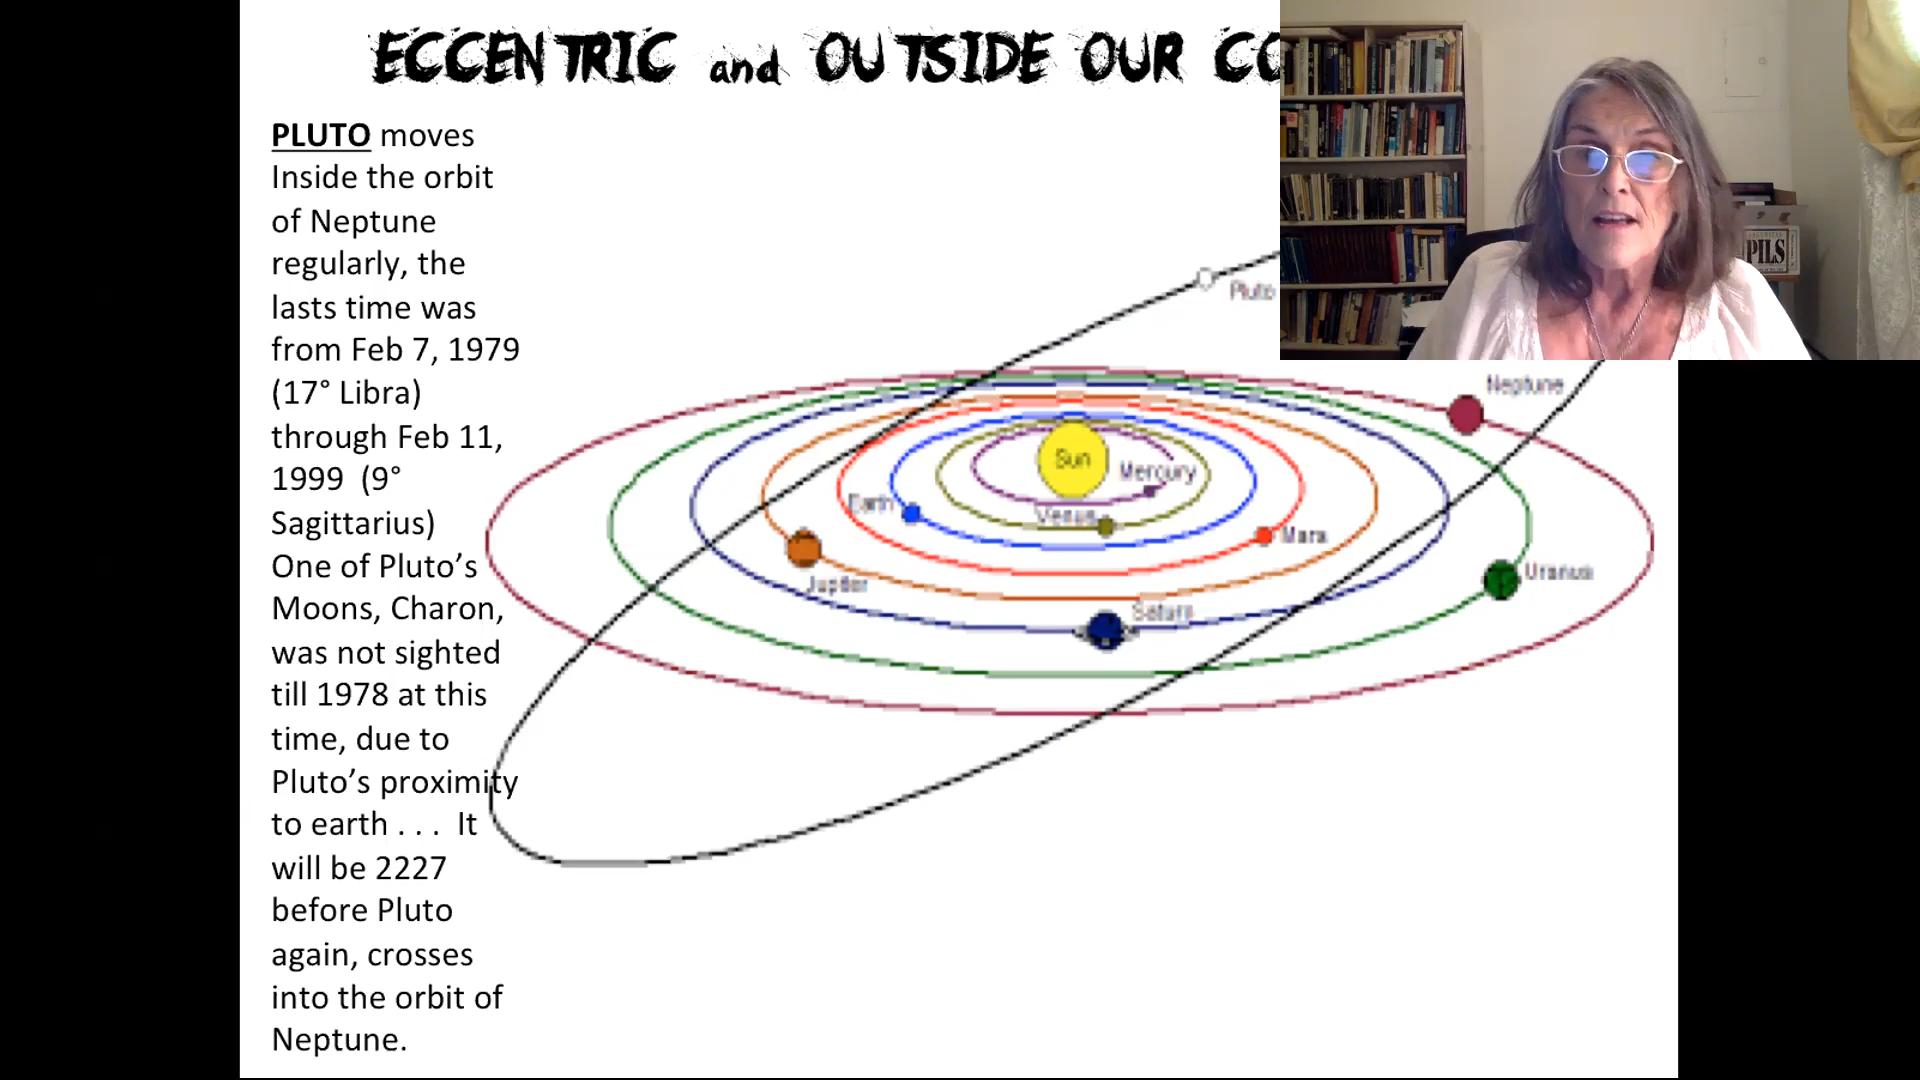 ECCENTRIC and OUTSIDE OUR
PLUTO moves
Inside the orbit
of Neptune
regularly, the
lasts time was
from Feb 7, 1979
(17° Libra)
through Feb 11,
1999 (9°
Sagittarius)
One of Pluto’s
Moons, Charon,
was not sighted
till 1978 at this
time, due to
Pluto’s proximity
to earth . . . It
will be 2227
before Pluto
again, crosses
into the orbit of
Neptune.
Pluto
Neptune
Sun
Mercury
Earth
Venus
Mars
Jupiter
Uranus
Saturn
PILS